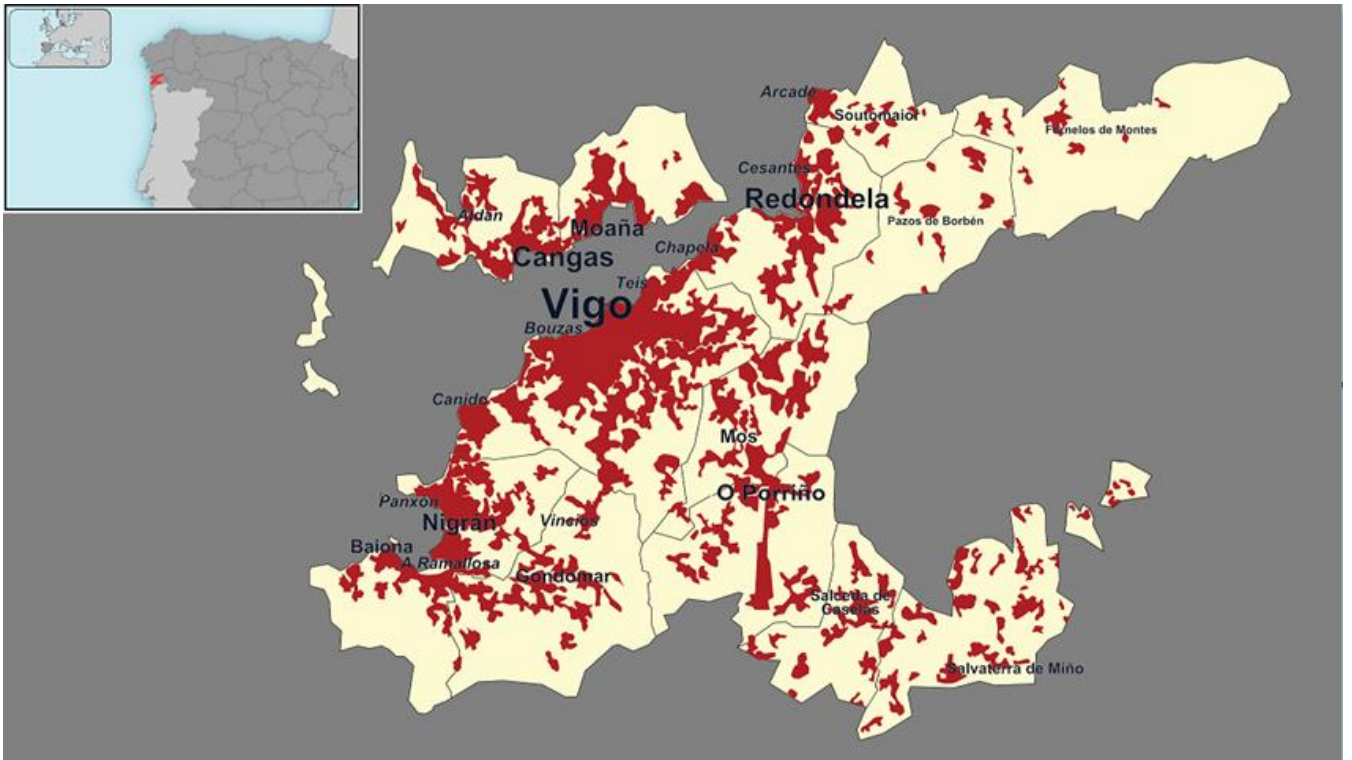 Arcade
Soutomaior
Fornelos de Montes
Cesantes
Redondela
Aldán
Pazos de Borbén
Moaña
Chapela
Cangas
Teis
Vigo
Bouzas
Canido
Mos
O Porriño
Panxón
Nigrán
Vincios
Baiona
A Ramallosa
Gondomar
Salceda de
Caselas
Salvaterra de Miño